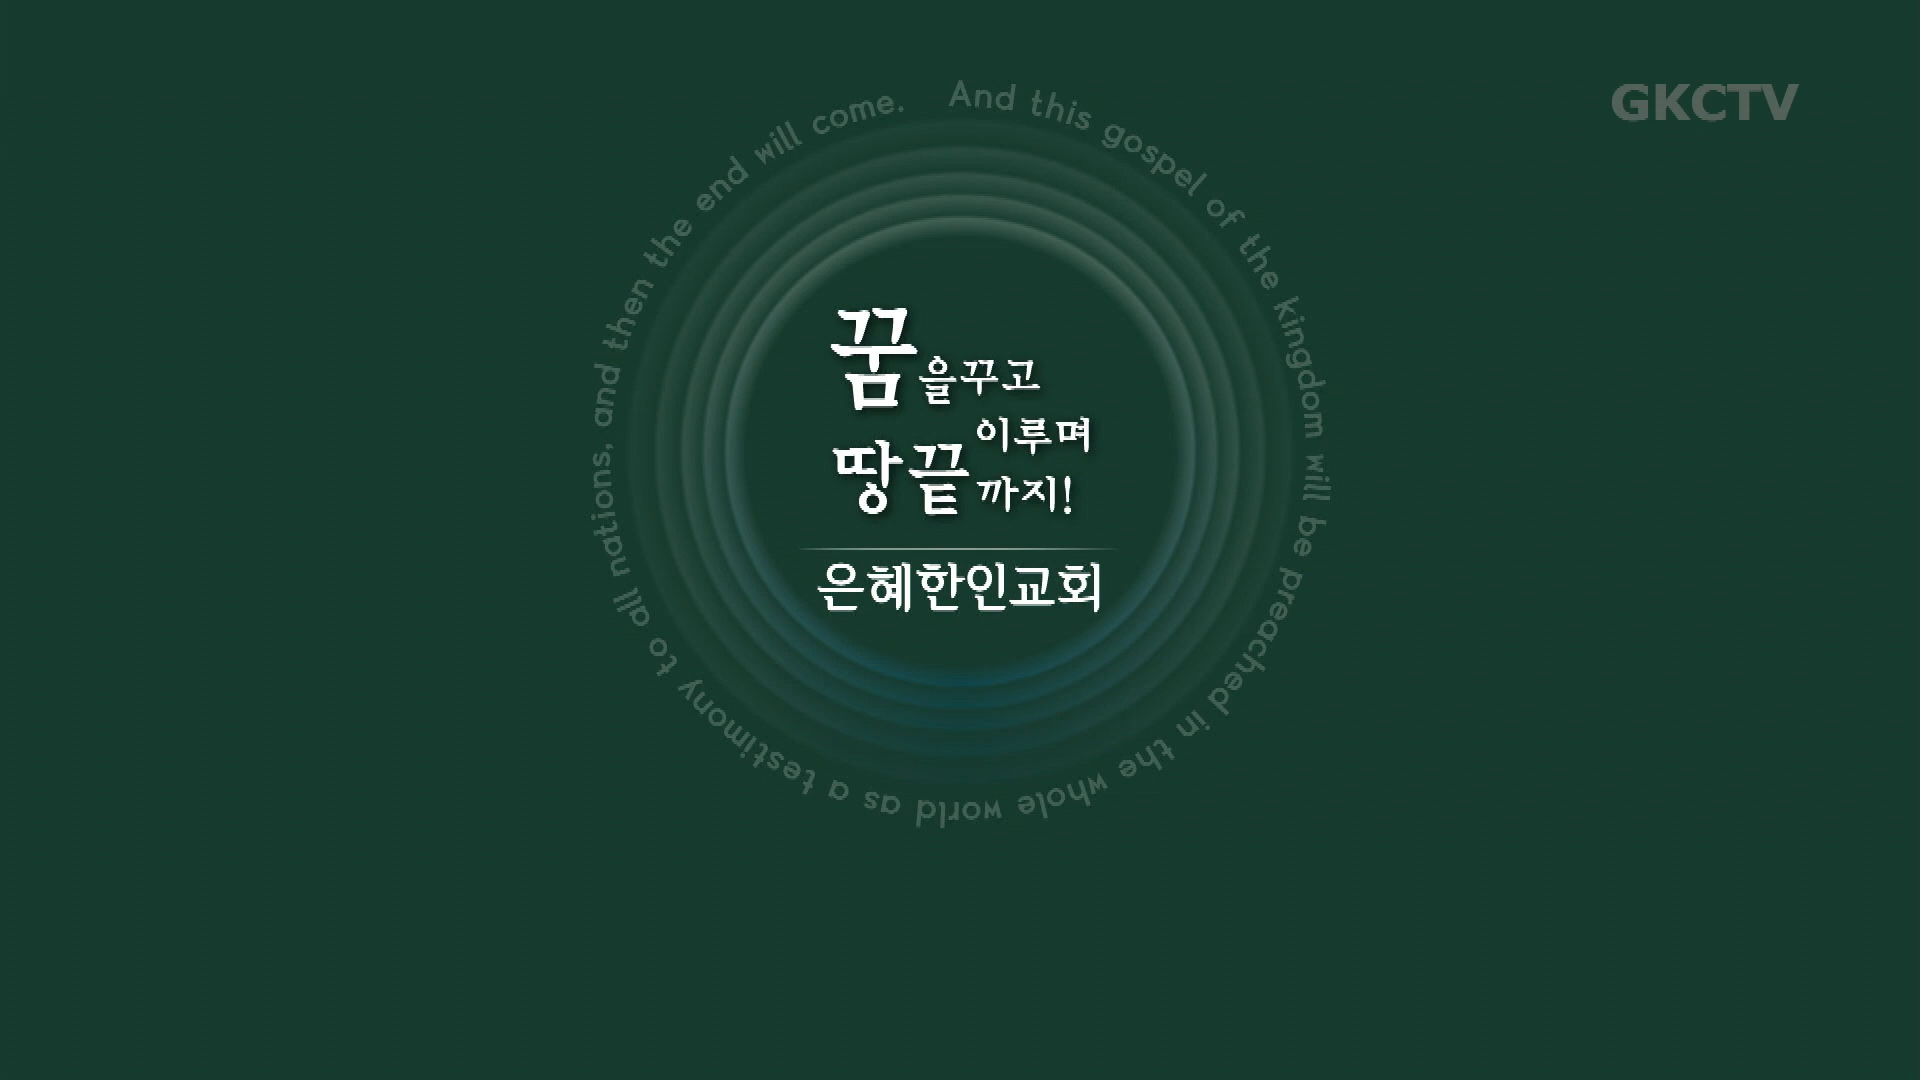 GKCTV
And this gospel of the kingdom will be preached in the whole world as a testimony to all nations, and then the end will come.
꿈을꾸고
이루며
땅끝까지!
은혜한인교회